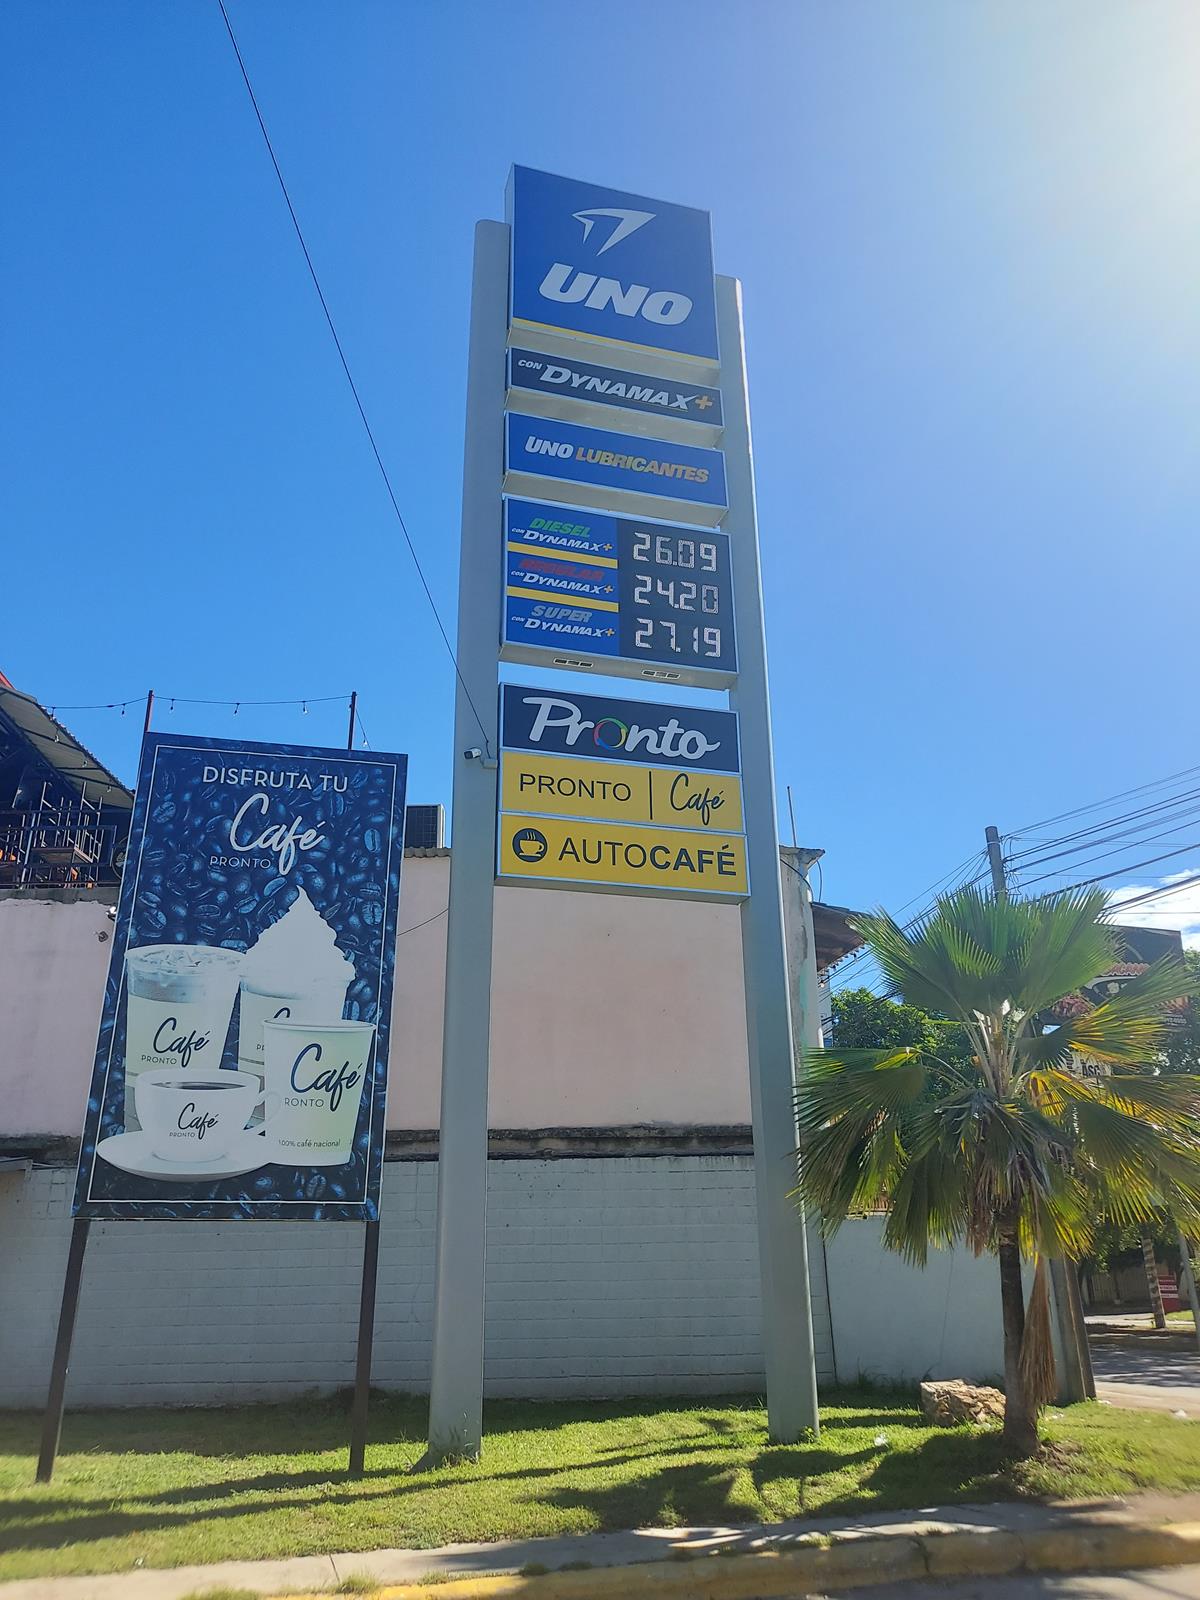 UNO
CON DYNAMAX+
UNO LUBRICANTES
DIESEL
CON DYNAMAX+
26.09
REGULAR
CON DYNAMAX+
24.20
SUPER
CON DYNAMAX+
27.19
Pronto
PRONTO | Café
AUTOCAFÉ
DISFRUTA TU
Café
PRONTO
Café
PRONTO
Café
PRONTO
100% café nacional
Café
PRONTO